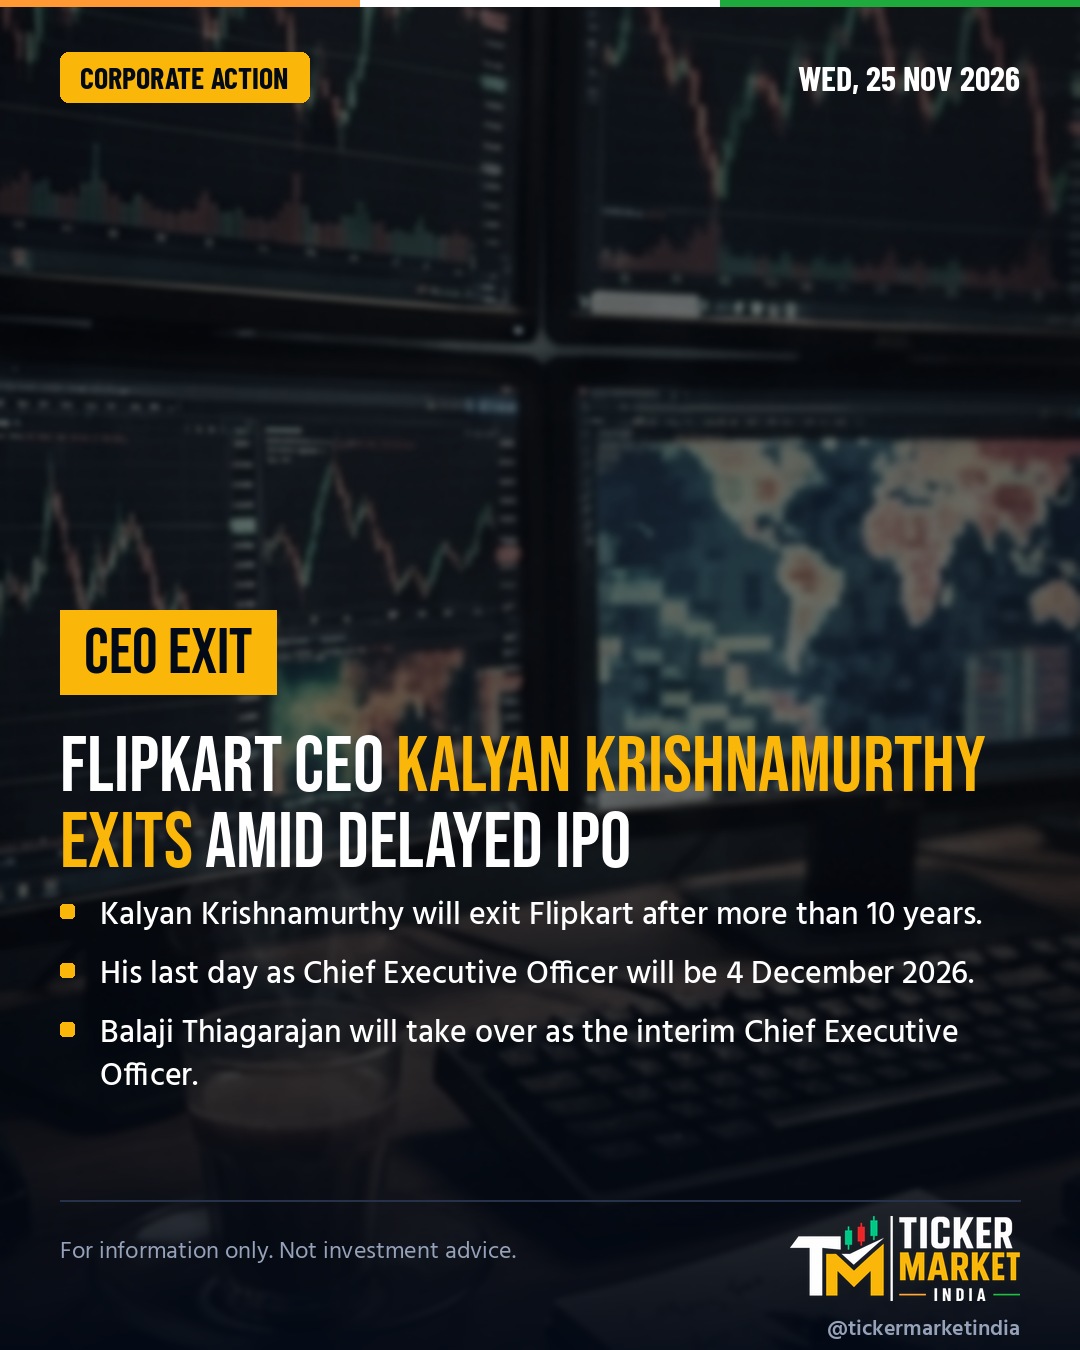 CORPORATE ACTION
WED, 25 NOV 2026
CEO EXIT
FLIPKART CEO KALYAN KRISHNAMURTHY
EXITS AMID DELAYED IPO
Kalyan Krishnamurthy will exit Flipkart after more than 10 years.
His last day as Chief Executive Officer will be 4 December 2026.
Balaji Thiagarajan will take over as the interim Chief Executive
Officer.
For information only. Not investment advice.
TM
TICKER
MARKET
INDIA
@tickermarketindia